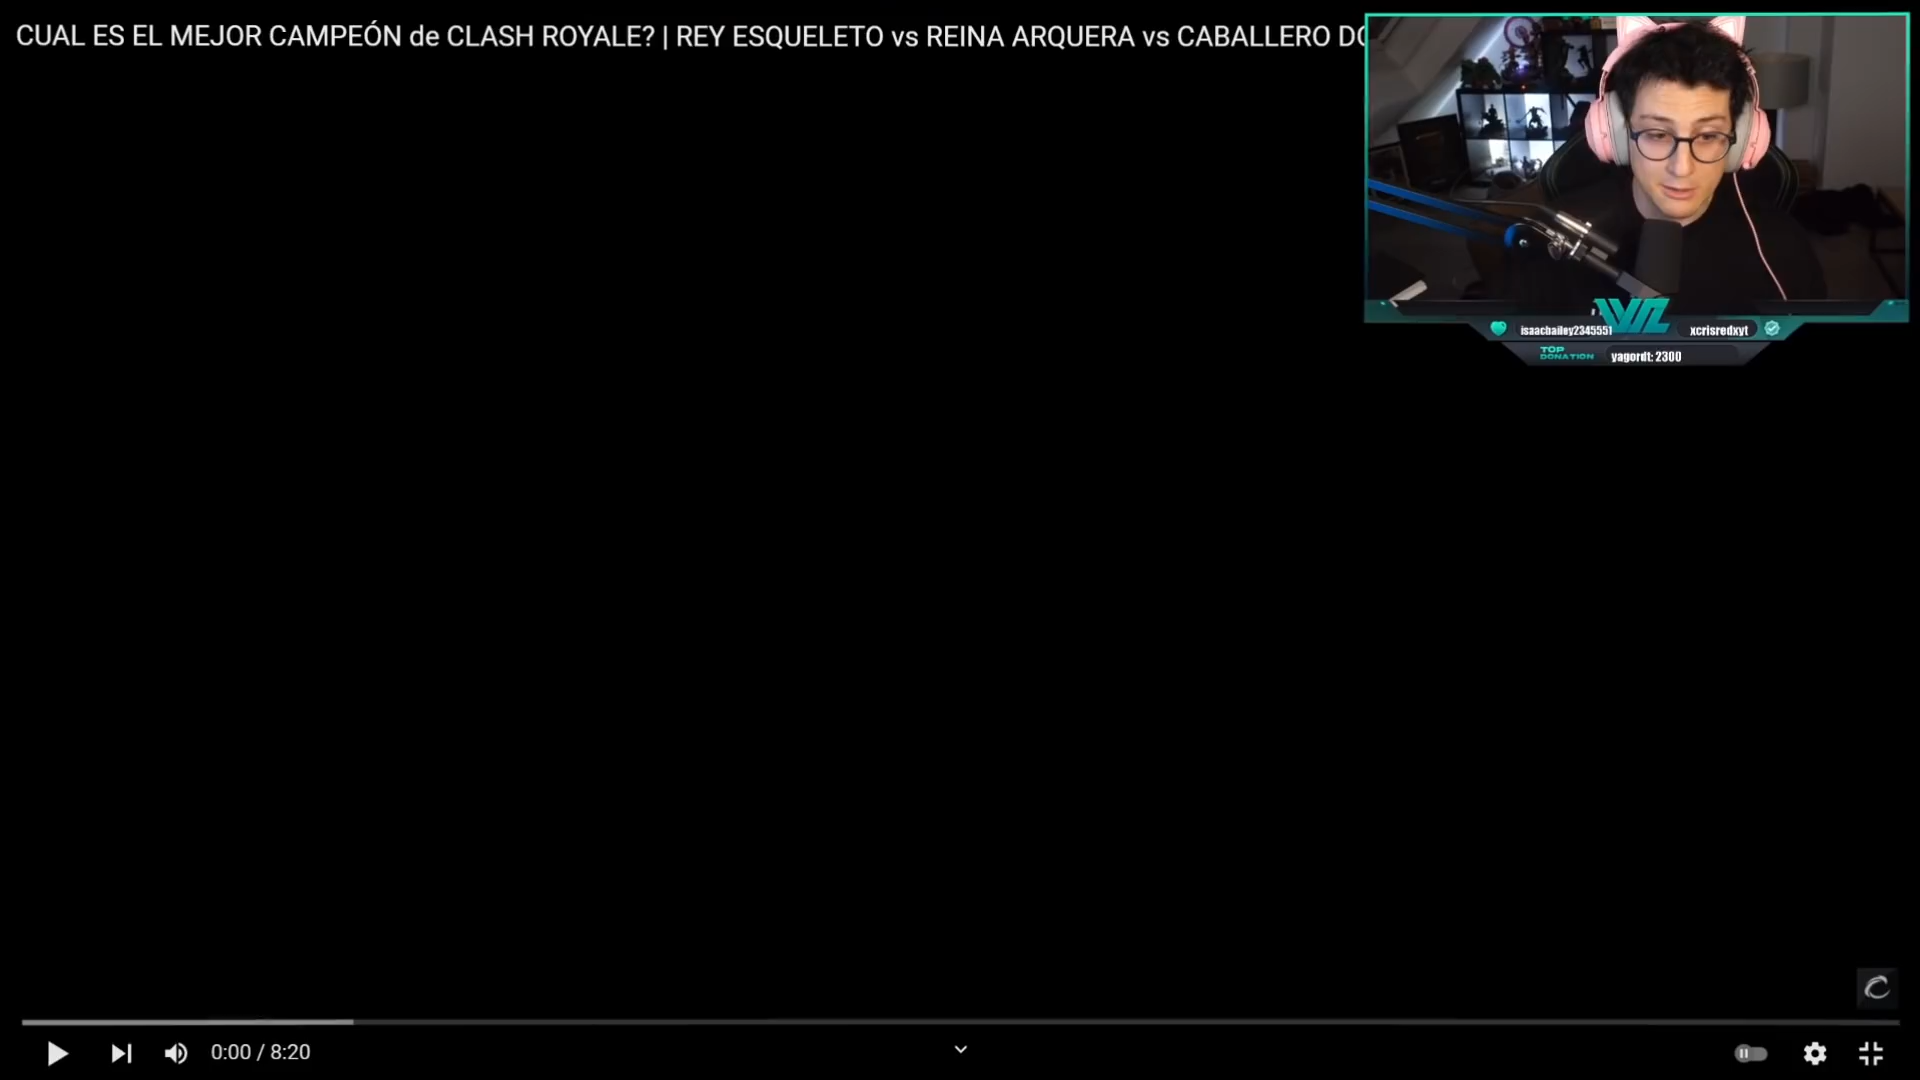 CUAL ES EL MEJOR CAMPEÓN de CLASH ROYALE? | REY ESQUELETO vs REINA ARQUERA vs CABALLERO DO
isaacbailey2345551
xcrisredxyt
TOP
DONATION
yagordt: 2300
0:00 / 8:20